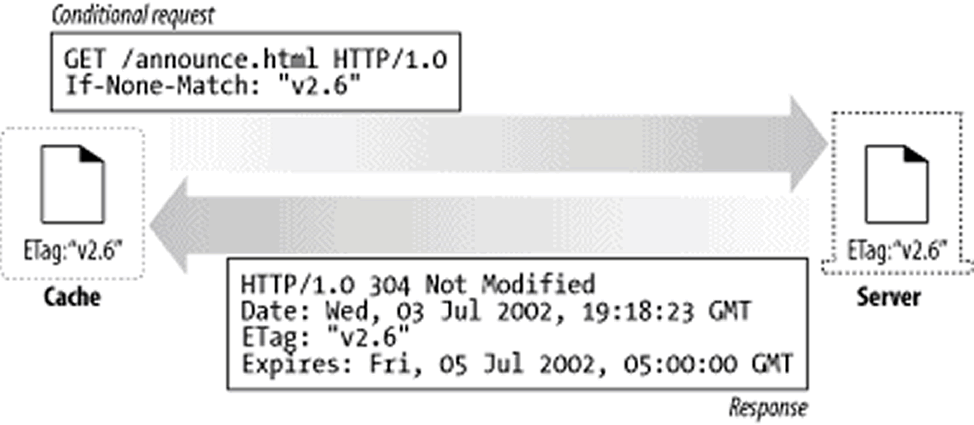 Conditional request
GET /announce.html HTTP/1.0
If-None-Match: "v2.6"
ETag:"v2.6"
Cache
ETag:"v2.6"
Server
HTTP/1.0 304 Not Modified
Date: Wed, 03 Jul 2002, 19:18:23 GMT
ETag: "v2.6"
Expires: Fri, 05 Jul 2002, 05:00:00 GMT
Response